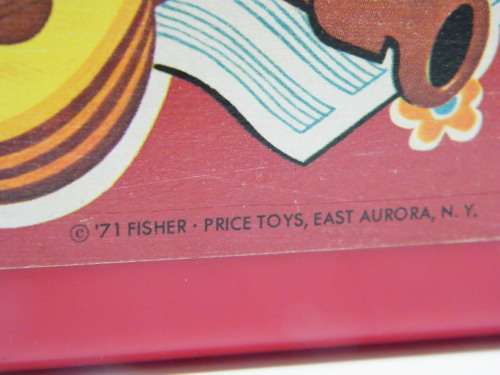 © '71 FISHER · PRICE TOYS, EAST AURORA, N. Y.